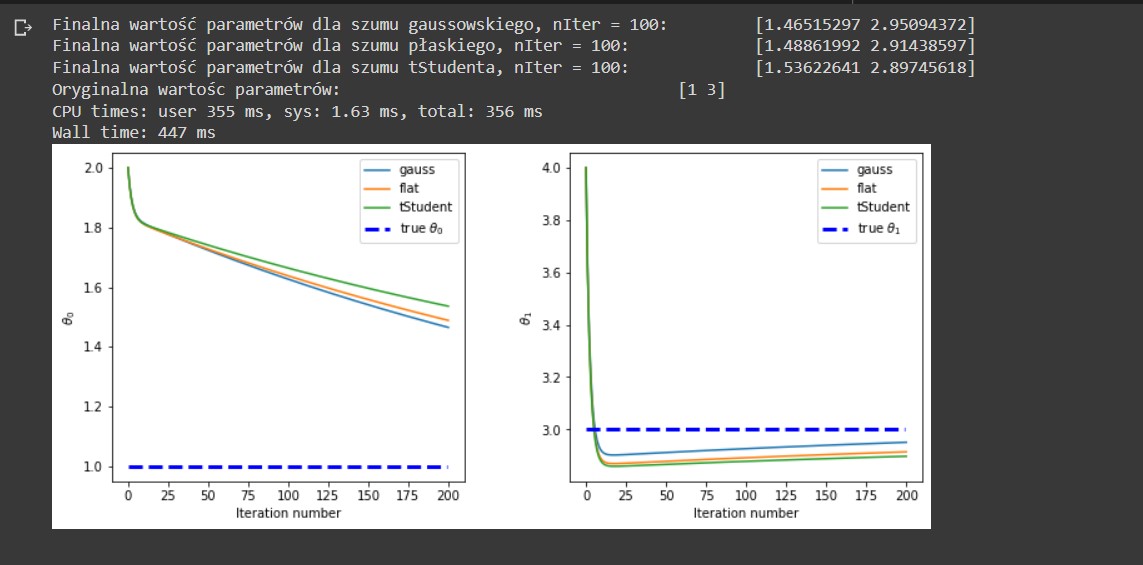 Finalna wartość parametrów dla szumu gaussowskiego, nIter = 100: [1.46515297 2.95094372]
Finalna wartość parametrów dla szumu płaskiego, nIter = 100: [1.48861992 2.91438597]
Finalna wartość parametrów dla szumu tStudenta, nIter = 100: [1.53622641 2.89745618]
Oryginalna wartośc parametrów: [1 3]
CPU times: user 355 ms, sys: 1.63 ms, total: 356 ms
Wall time: 447 ms
2.0
1.8
1.6
1.4
1.2
1.0
θ₀
gauss
flat
tStudent
true θ₀
0 25 50 75 100 125 150 175 200
Iteration number
4.0
3.8
3.6
3.4
3.2
3.0
θ₁
gauss
flat
tStudent
true θ₁
0 25 50 75 100 125 150 175 200
Iteration number